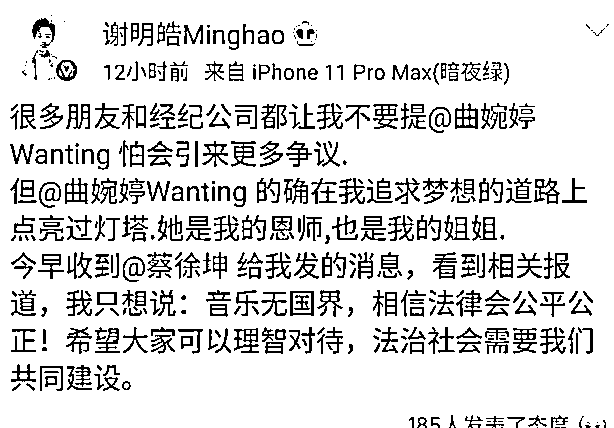 谢明皓Minghao
12小时前 来自 iPhone 11 Pro Max(暗夜绿)
很多朋友和经纪公司都让我不要提@曲婉婷
Wanting 怕会引来更多争议.
但@曲婉婷Wanting 的确在我追求梦想的道路上
点亮过灯塔.她是我的恩师,也是我的姐姐.
今早收到@蔡徐坤 给我发的消息，看到相关报
道，我只想说：音乐无国界，相信法律会公平公
正！希望大家可以理智对待，法治社会需要我们
共同建设。
185人发表了态度